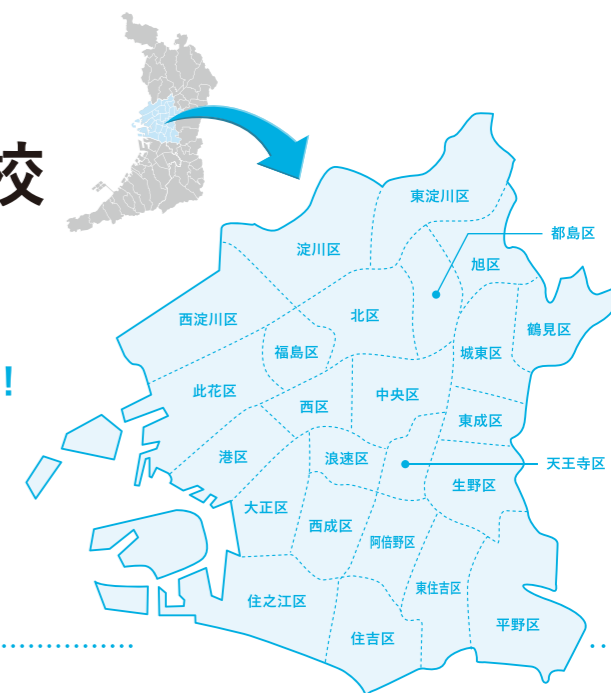 校
東淀川区
都島区
淀川区
旭区
西淀川区
北区
鶴見区
福島区
城東区
!
此花区
西区
中央区
東成区
港区
浪速区
天王寺区
大正区
生野区
西成区
阿倍野区
住之江区
東住吉区
住吉区
平野区